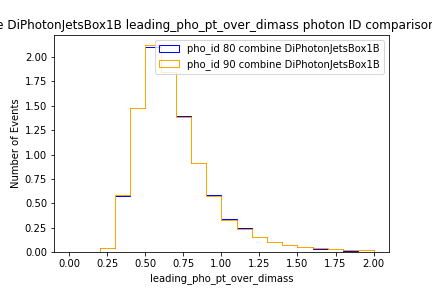 e DiPhotonJetsBox1B leading_pho_pt_over_dimass photon ID comparison
pho_id 80 combine DiPhotonJetsBox1B
pho_id 90 combine DiPhotonJetsBox1B
Number of Events
2.00
1.75
1.50
1.25
1.00
0.75
0.50
0.25
0.00
0.00 0.25 0.50 0.75 1.00 1.25 1.50 1.75 2.00
leading_pho_pt_over_dimass